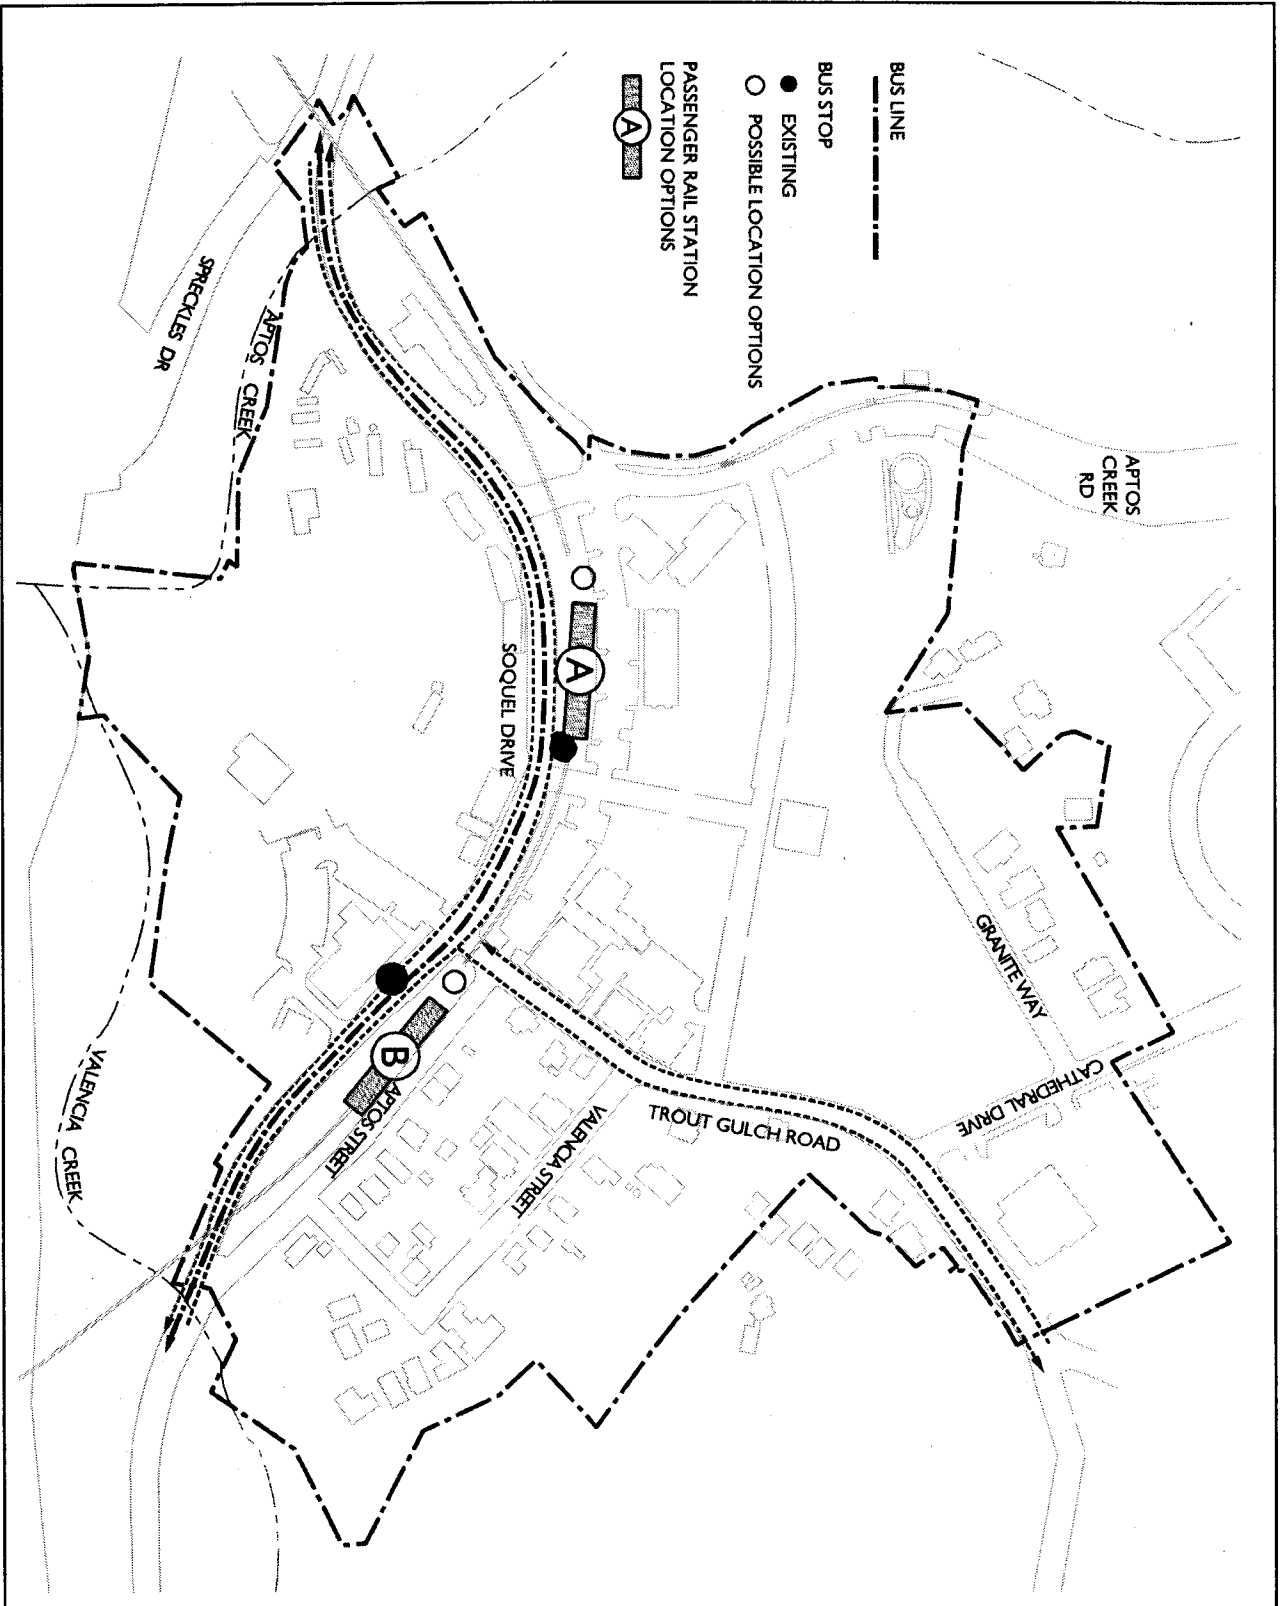 BUS LINE
BUS STOP
EXISTING
POSSIBLE LOCATION OPTIONS
PASSENGER RAIL STATION
LOCATION OPTIONS
A
APTOS
CREEK
RD
SPRECKLES DR
APTOS CREEK
A
SOQUEL DRIVE
GRANITE WAY
CATHEDRAL DRIVE
TROUT GULCH ROAD
VALENCIA STREET
B
APTOS STREET
VALENCIA CREEK